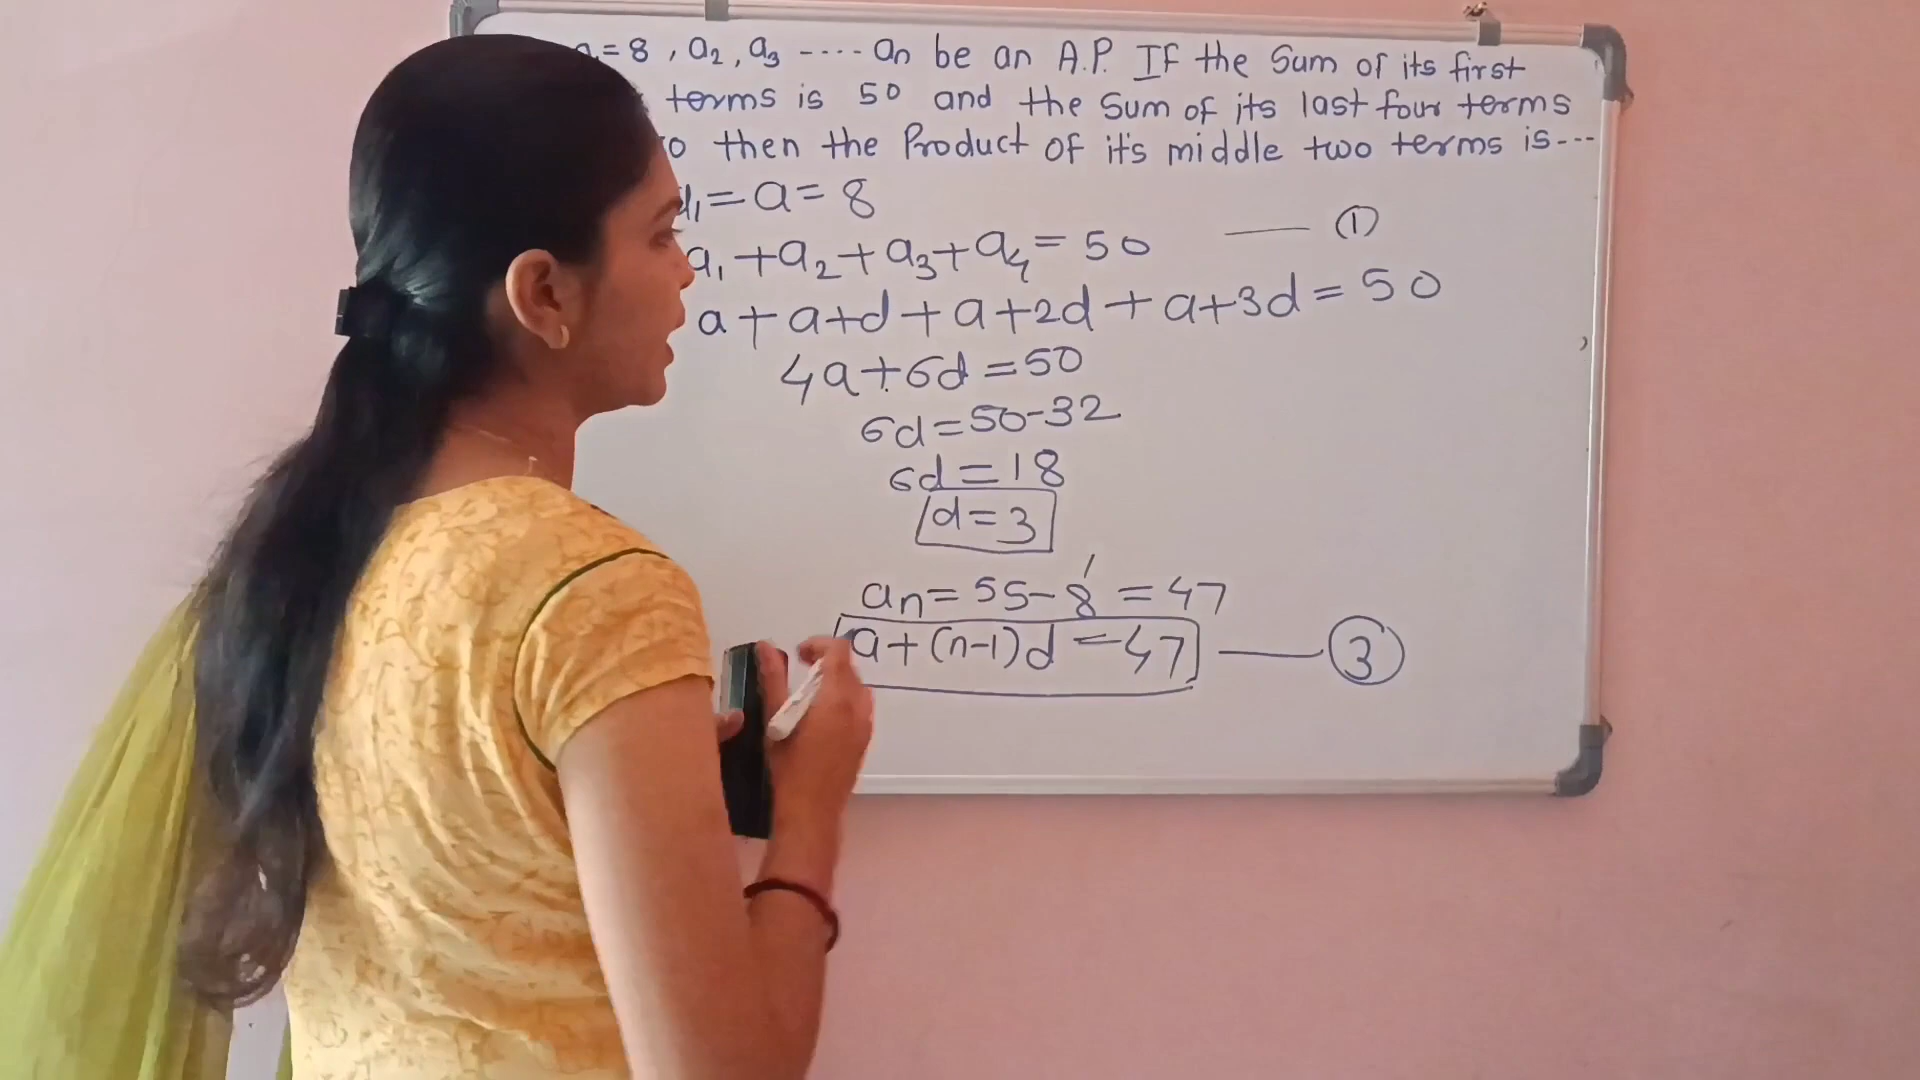 =8, a2, a3 ---- an be an A.P. If the Sum of its first
terms is 50 and the Sum of its last four terms
then the Product of it's middle two terms is---
= a = 8
a1 + a2 + a3 + a4 = 50 —— ①
a + a+d + a+2d + a+3d = 50
4a+6d = 50
6d = 50-32
6d = 18
d = 3
an = 55-8 = 47
a+(n-1)d = 47 —— ③